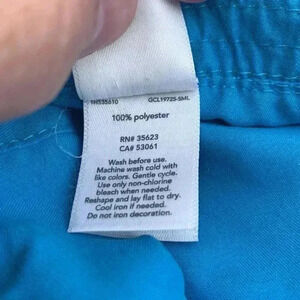 1H535610 GCL19725-SML
100% polyester
RN# 35623
CA# 53061
Wash before use.
Machine wash cold with
like colors. Gentle cycle.
Use only non-chlorine
bleach when needed.
Reshape and lay flat to dry.
Cool iron if needed.
Do not iron decoration.